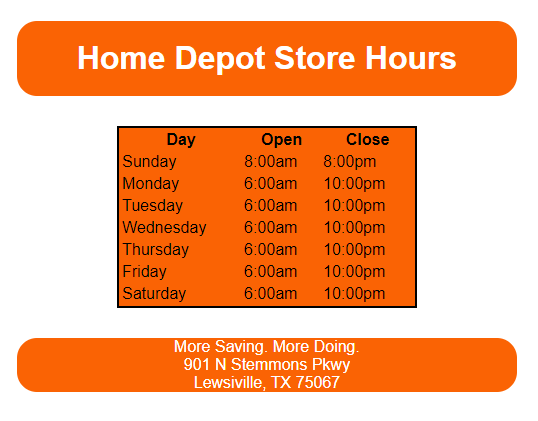 Home Depot Store Hours
Day Open Close
Sunday 8:00am 8:00pm
Monday 6:00am 10:00pm
Tuesday 6:00am 10:00pm
Wednesday 6:00am 10:00pm
Thursday 6:00am 10:00pm
Friday 6:00am 10:00pm
Saturday 6:00am 10:00pm
More Saving. More Doing.
901 N Stemmons Pkwy
Lewsiville, TX 75067